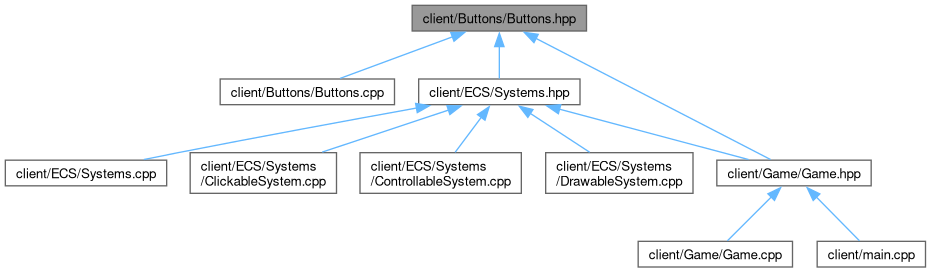 client/Buttons/Buttons.hpp
client/Buttons/Buttons.cpp
client/ECS/Systems.hpp
client/ECS/Systems.cpp
client/ECS/Systems
/ClickableSystem.cpp
client/ECS/Systems
/ControllableSystem.cpp
client/ECS/Systems
/DrawableSystem.cpp
client/Game/Game.hpp
client/Game/Game.cpp
client/main.cpp